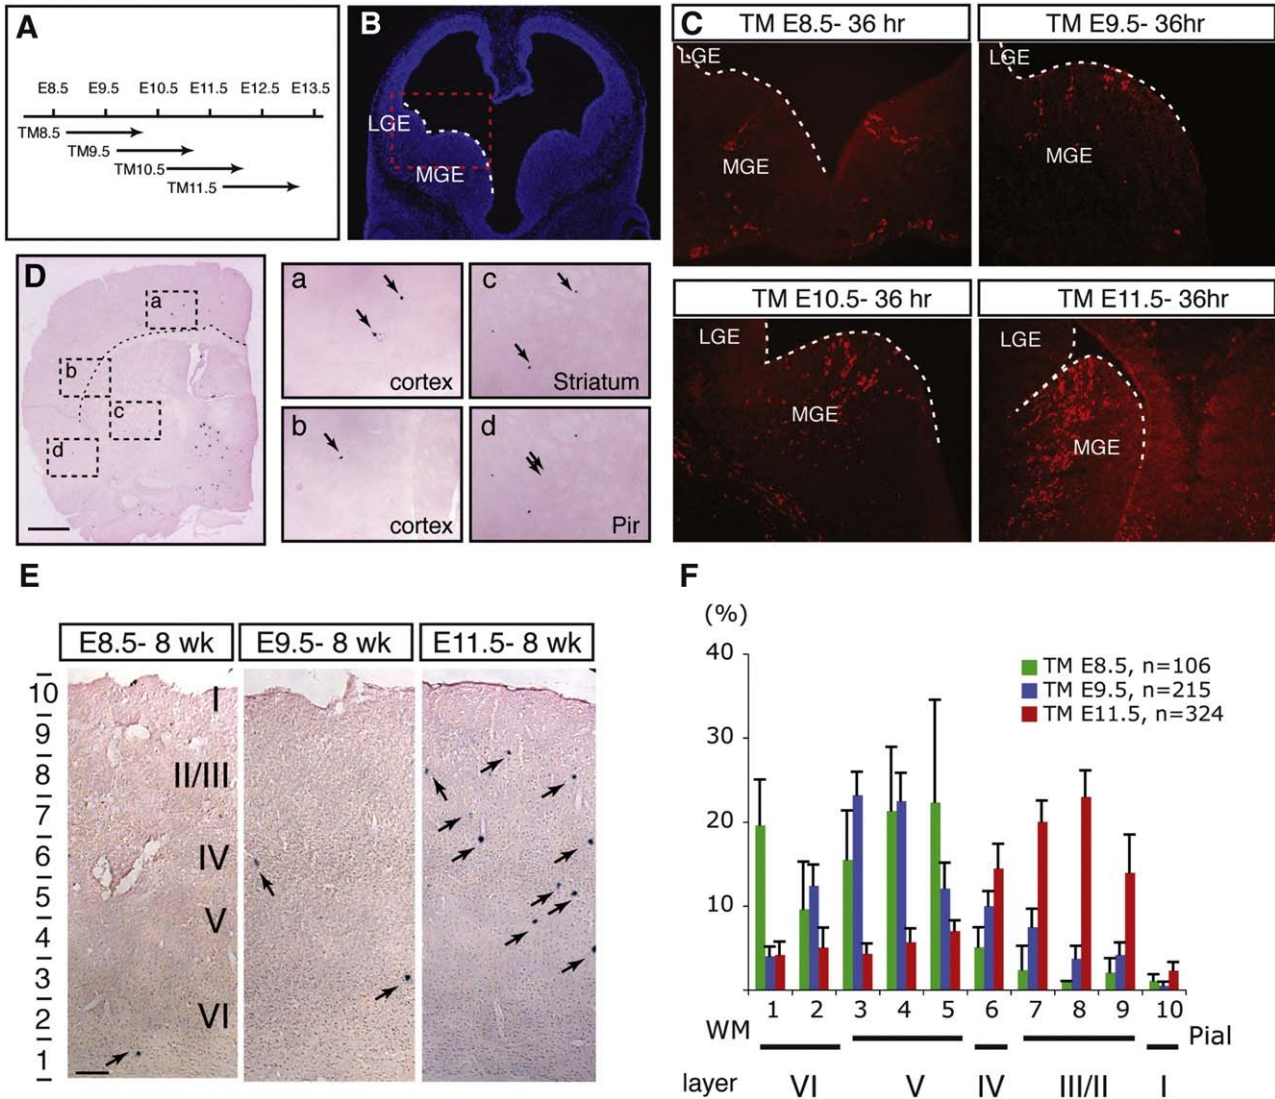 A
E8.5 E9.5 E10.5 E11.5 E12.5 E13.5
TM8.5
TM9.5
TM10.5
TM11.5
B
LGE
MGE
C
TM E8.5- 36 hr
LGE
MGE
TM E9.5- 36hr
LGE
MGE
TM E10.5- 36 hr
LGE
MGE
TM E11.5- 36hr
LGE
MGE
D
a
b
c
d
a
cortex
c
Striatum
b
cortex
d
Pir
E
E8.5- 8 wk
E9.5- 8 wk
E11.5- 8 wk
10
9
8
7
6
5
4
3
2
1
I
II/III
IV
V
VI
F
(%)
40
30
20
10
TM E8.5, n=106
TM E9.5, n=215
TM E11.5, n=324
1 2 3 4 5 6 7 8 9 10
WM
Pial
layer VI V IV III/II I